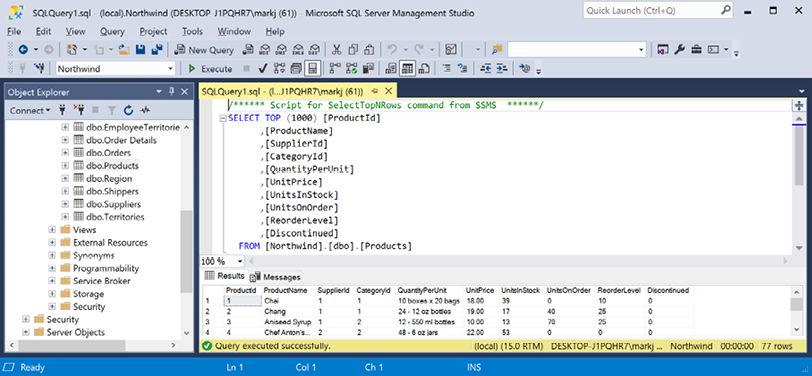 SQLQuery1.sql - (local).Northwind (DESKTOP J1PQHR7\markj (61)) - Microsoft SQL Server Management Studio
Quick Launch (Ctrl+Q)
File Edit View Query Project Tools Window Help
New Query MDX DMX XMLA DAX
Northwind Execute
Object Explorer
Connect
dbo.EmployeeTerritorie
dbo.Order Details
dbo.Orders
dbo.Products
dbo.Region
dbo.Shippers
dbo.Suppliers
dbo.Territories
Views
External Resources
Synonyms
Programmability
Service Broker
Storage
Security
Security
Server Objects
SQLQuery1.sql - (l...J1PQHR7\markj (61))
/****** Script for SelectTopNRows command from SSMS ******/
SELECT TOP (1000) [ProductId]
,[ProductName]
,[SupplierId]
,[CategoryId]
,[QuantityPerUnit]
,[UnitPrice]
,[UnitsInStock]
,[UnitsOnOrder]
,[ReorderLevel]
,[Discontinued]
FROM [Northwind].[dbo].[Products]
100 %
Results Messages
ProductId ProductName SupplierId CategoryId QuantityPerUnit UnitPrice UnitsInStock UnitsOnOrder ReorderLevel Discontinued
1 1 Chai 1 1 10 boxes x 20 bags 18.00 39 0 10 0
2 2 Chang 1 1 24 - 12 oz bottles 19.00 17 40 25 0
3 3 Aniseed Syrup 1 2 12 - 550 ml bottles 10.00 13 70 25 0
4 4 Chef Anton's... 2 2 48 - 6 oz jars 22.00 53 0 0 0
Query executed successfully. (local) (15.0 RTM) DESKTOP-J1PQHR7\markj ... Northwind 00:00:00 77 rows
Ready Ln 1 Col 1 Ch 1 INS